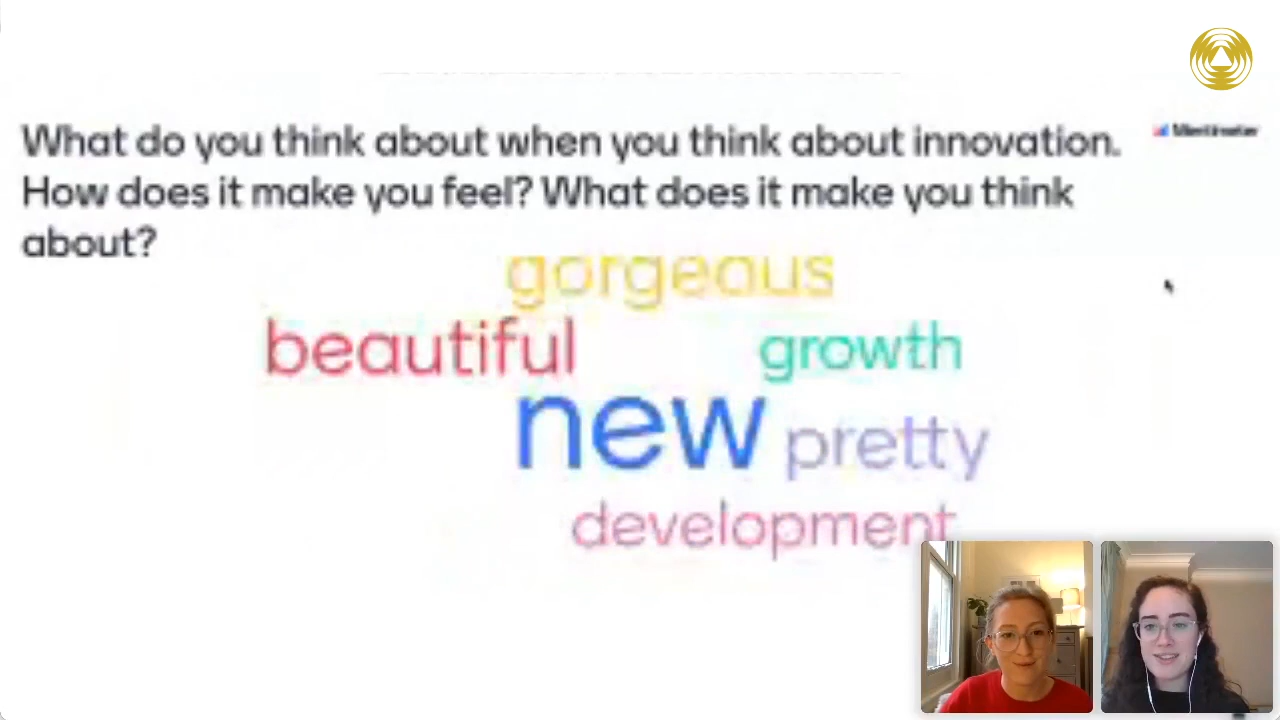 What do you think about when you think about innovation.
Mentimeter
How does it make you feel? What does it make you think
about?
gorgeous
beautiful
growth
new
pretty
development